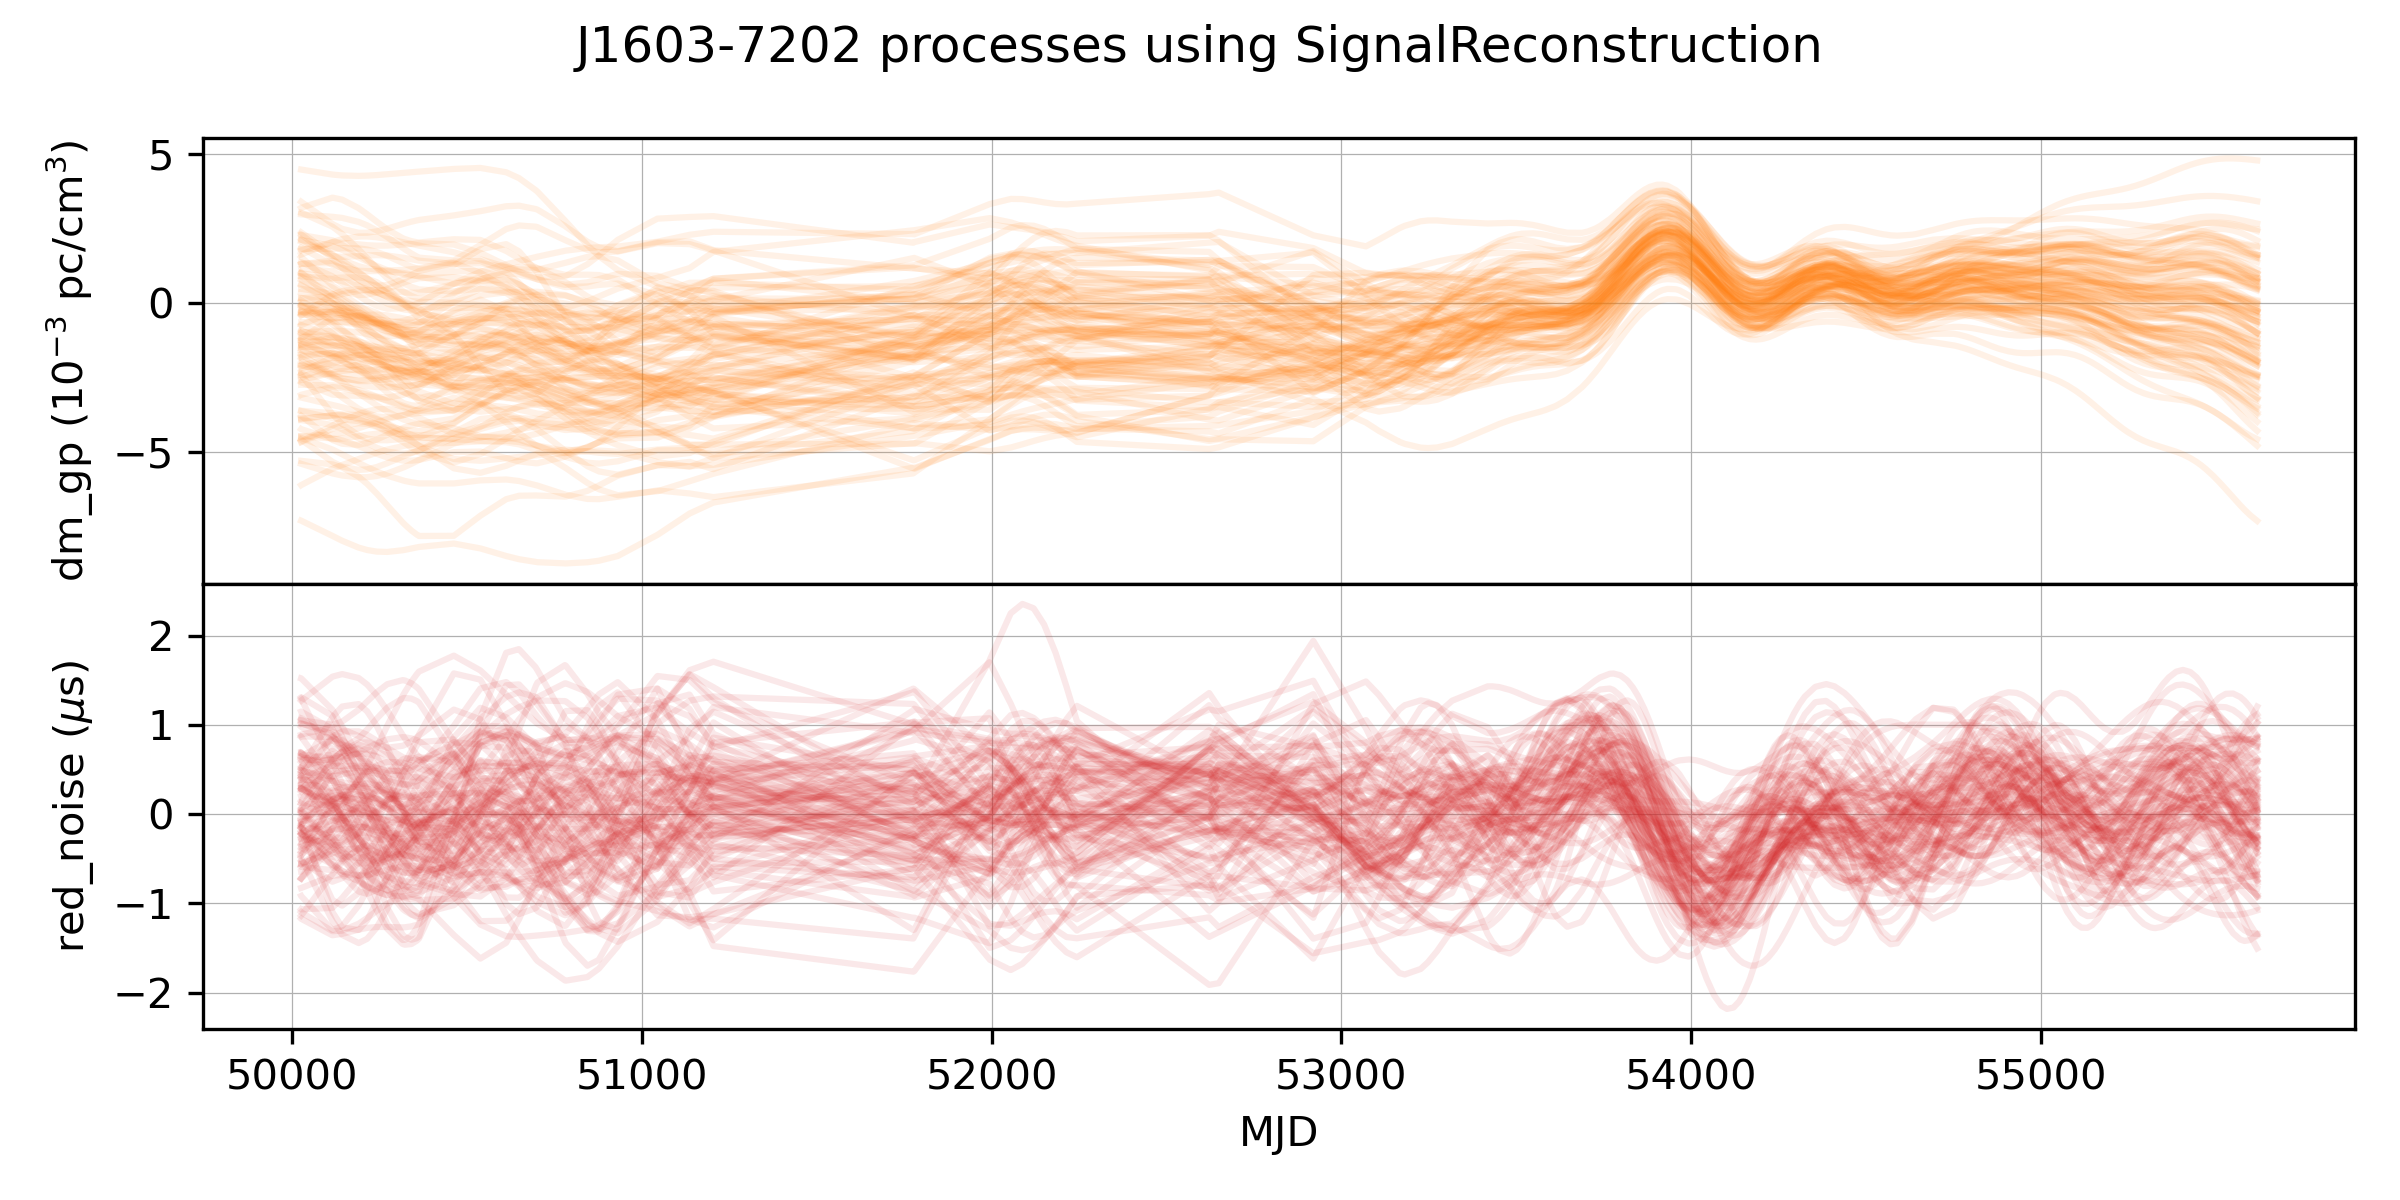 J1603-7202 processes using SignalReconstruction
dm_gp (10⁻³ pc/cm³)
5
0
−5
red_noise (μs)
2
1
0
−1
−2
50000 51000 52000 53000 54000 55000
MJD